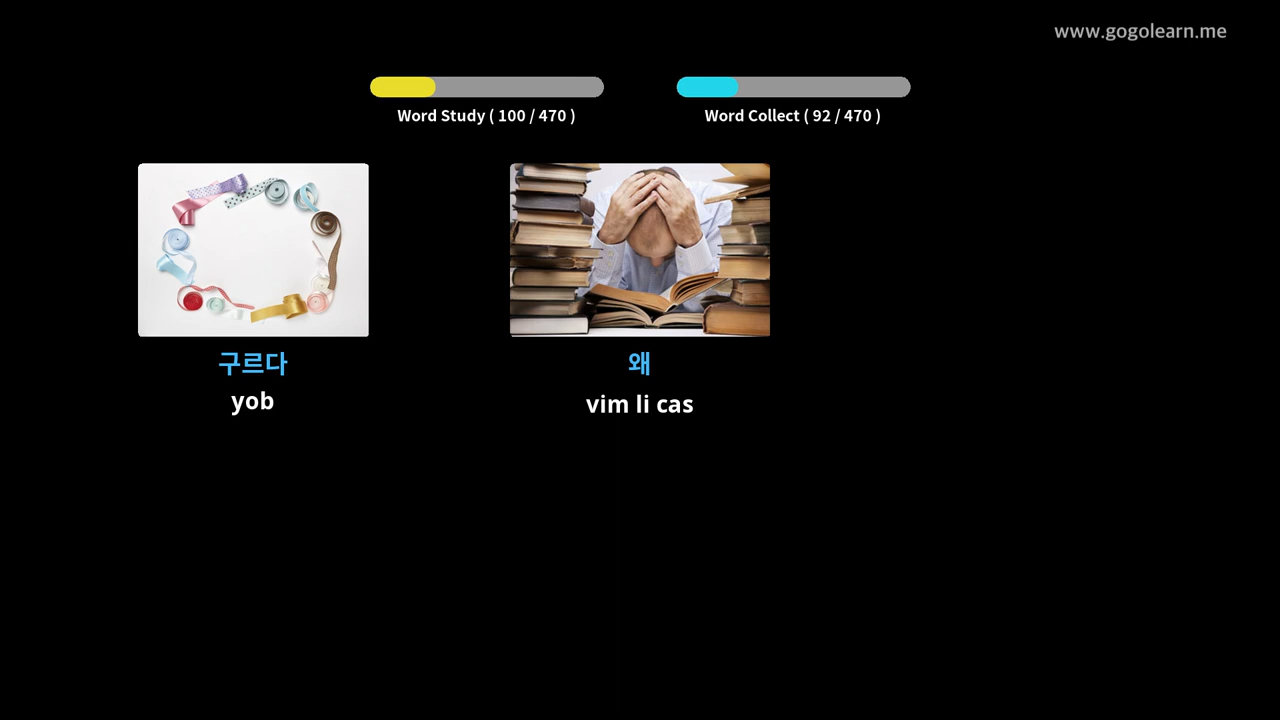 www.gogolearn.me
Word Study ( 100 / 470 )
Word Collect ( 92 / 470 )
구르다
yob
왜
vim li cas